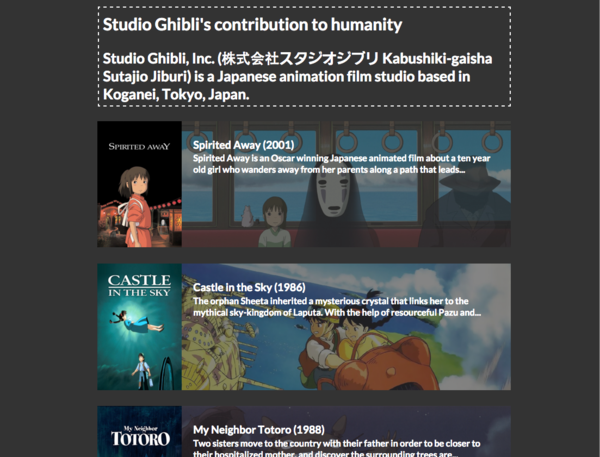 Studio Ghibli's contribution to humanity
Studio Ghibli, Inc. (株式会社スタジオジブリ Kabushiki-gaisha
Sutajio Jiburi) is a Japanese animation film studio based in
Koganei, Tokyo, Japan.
SPIRITED AWAY
Spirited Away (2001)
Spirited Away is an Oscar winning Japanese animated film about a ten year
old girl who wanders away from her parents along a path that leads...
CASTLE
IN THE SKY
Castle in the Sky (1986)
The orphan Sheeta inherited a mysterious crystal that links her to the
mythical sky-kingdom of Laputa. With the help of resourceful Pazu and...
My Neighbor
TOTORO
My Neighbor Totoro (1988)
Two sisters move to the country with their father in order to be closer to
their hospitalized mother, and discover the surrounding trees are...